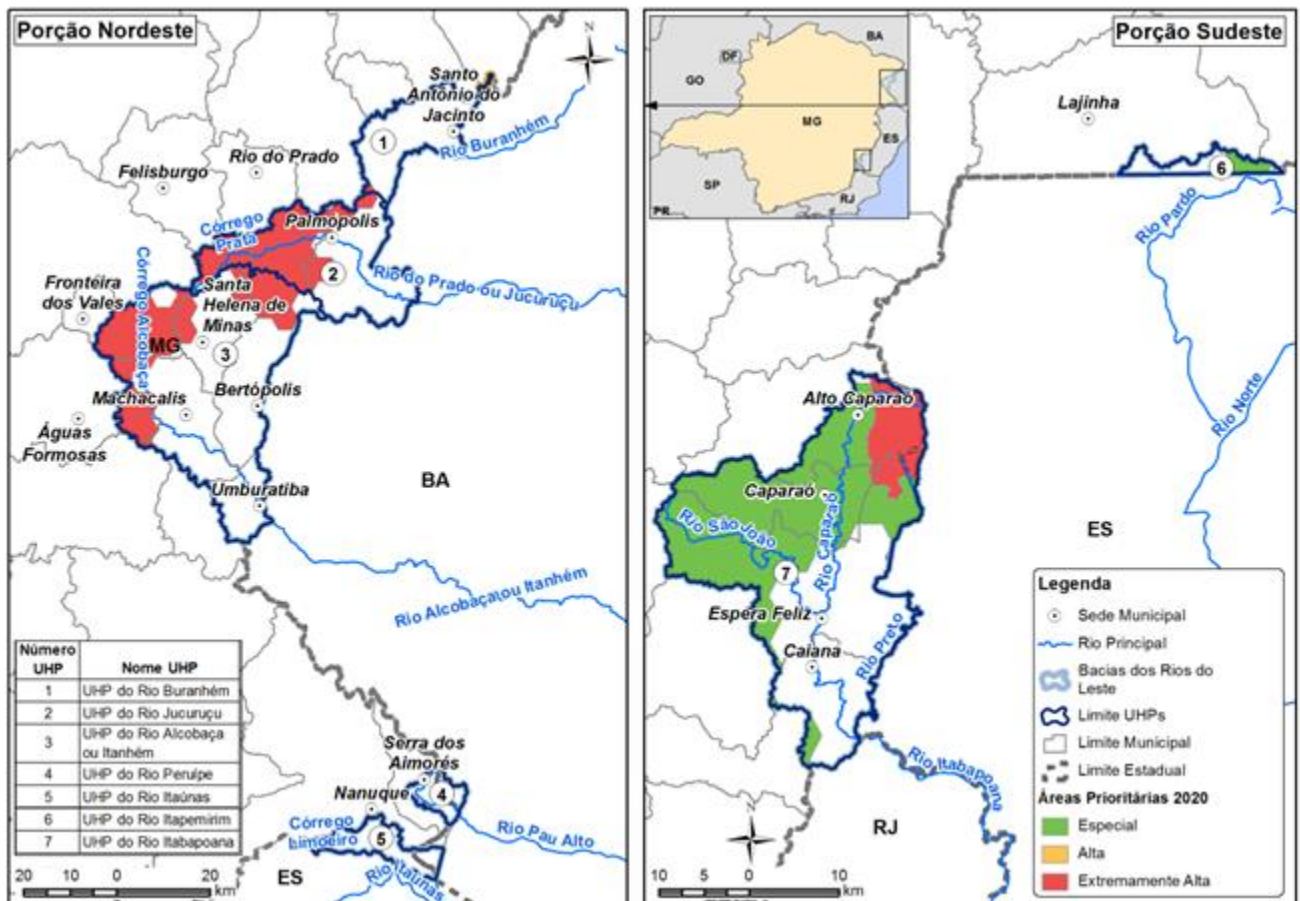 Porção Nordeste
N
Santo
Antônio do
Jacinto
1
Rio Buranhém
Rio do Prado
Felisburgo
Córrego
Prata
Palmópolis
2
Rio do Prado ou Jucuruçu
Córrego Alcobaça
Fronteira
dos Vales
Santa
Helena de
Minas
MG
3
Machacalis
Bertópolis
Águas
Formosas
Umburatiba
BA
Rio Alcobaça ou Itanhém
Número UHP Nome UHP
1 UHP do Rio Buranhém
2 UHP do Rio Jucuruçu
3 UHP do Rio Alcobaça
ou Itanhém
4 UHP do Rio Peruípe
5 UHP do Rio Itaúnas
6 UHP do Rio Itapemirim
7 UHP do Rio Itabapoana
Serra dos
Aimorés
4
Nanuque
Córrego
Limoeiro
5
Rio Pau Alto
Rio Itaúnas
ES
20 10 0 20
km
Porção Sudeste
BA
DF
GO
MG
ES
SP
RJ
PR
Lajinha
6
Rio Pardo
Rio Norte
Alto Caparaó
Caparaó
Rio Caparaó
Rio São João
7
ES
Espera Feliz
Rio Preto
Caiana
Rio Itabapoana
RJ
N
10 5 0 10
km
Legenda
Sede Municipal
Rio Principal
Bacias dos Rios do
Leste
Limite UHPs
Limite Municipal
Limite Estadual
Áreas Prioritárias 2020
Especial
Alta
Extremamente Alta